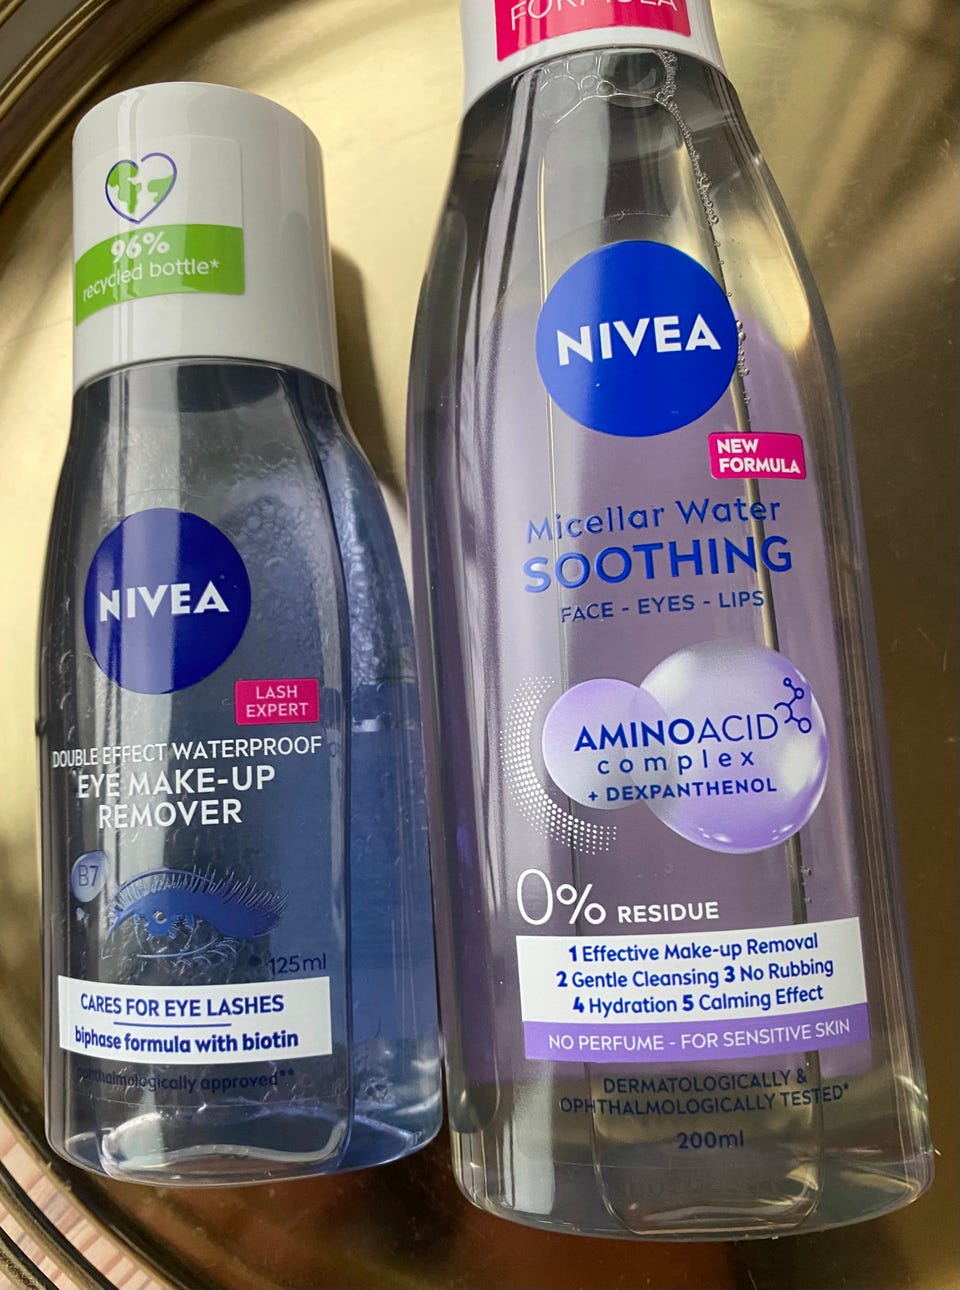 96%
recycled bottle*
NIVEA
LASH
EXPERT
DOUBLE EFFECT WATERPROOF
EYE MAKE-UP
REMOVER
B7
125ml
CARES FOR EYE LASHES
biphase formula with biotin
ophthalmologically approved**
FORMULA
NIVEA
NEW
FORMULA
Micellar Water
SOOTHING
FACE - EYES - LIPS
AMINOACID
complex
+ DEXPANTHENOL
0% RESIDUE
1 Effective Make-up Removal
2 Gentle Cleansing 3 No Rubbing
4 Hydration 5 Calming Effect
NO PERFUME - FOR SENSITIVE SKIN
DERMATOLOGICALLY &
OPHTHALMOLOGICALLY TESTED*
200ml